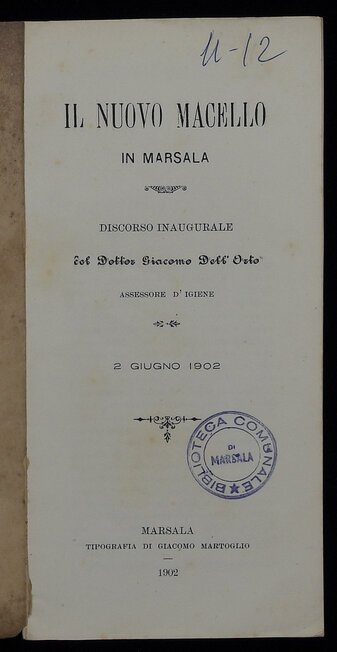 11-12
IL NUOVO MACELLO
IN MARSALA
DISCORSO INAUGURALE
del Dottor Giacomo Dell'Orto
ASSESSORE D'IGIENE
2 GIUGNO 1902
BIBLIOTECA COMUNALE
DI
MARSALA
MARSALA
TIPOGRAFIA DI GIACOMO MARTOGLIO
1902